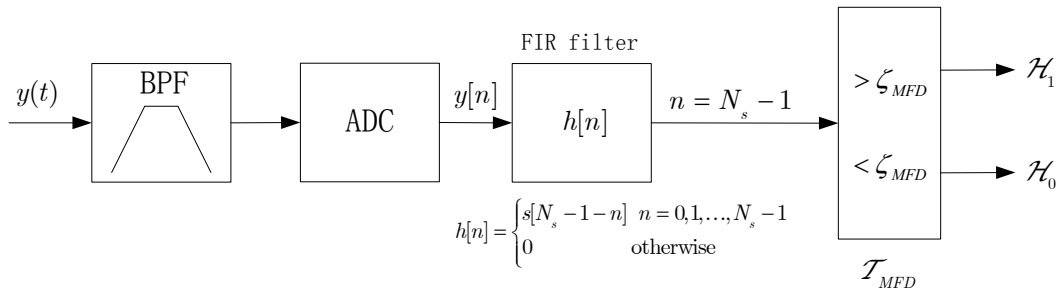 FIR filter
y(t)
BPF
ADC
y[n]
h[n]
n = N_s − 1
> ζ_MFD
< ζ_MFD
ℋ_1
ℋ_0
h[n] = { s[N_s − 1 − n]  n = 0,1,…,N_s − 1
0  otherwise
𝒯_MFD